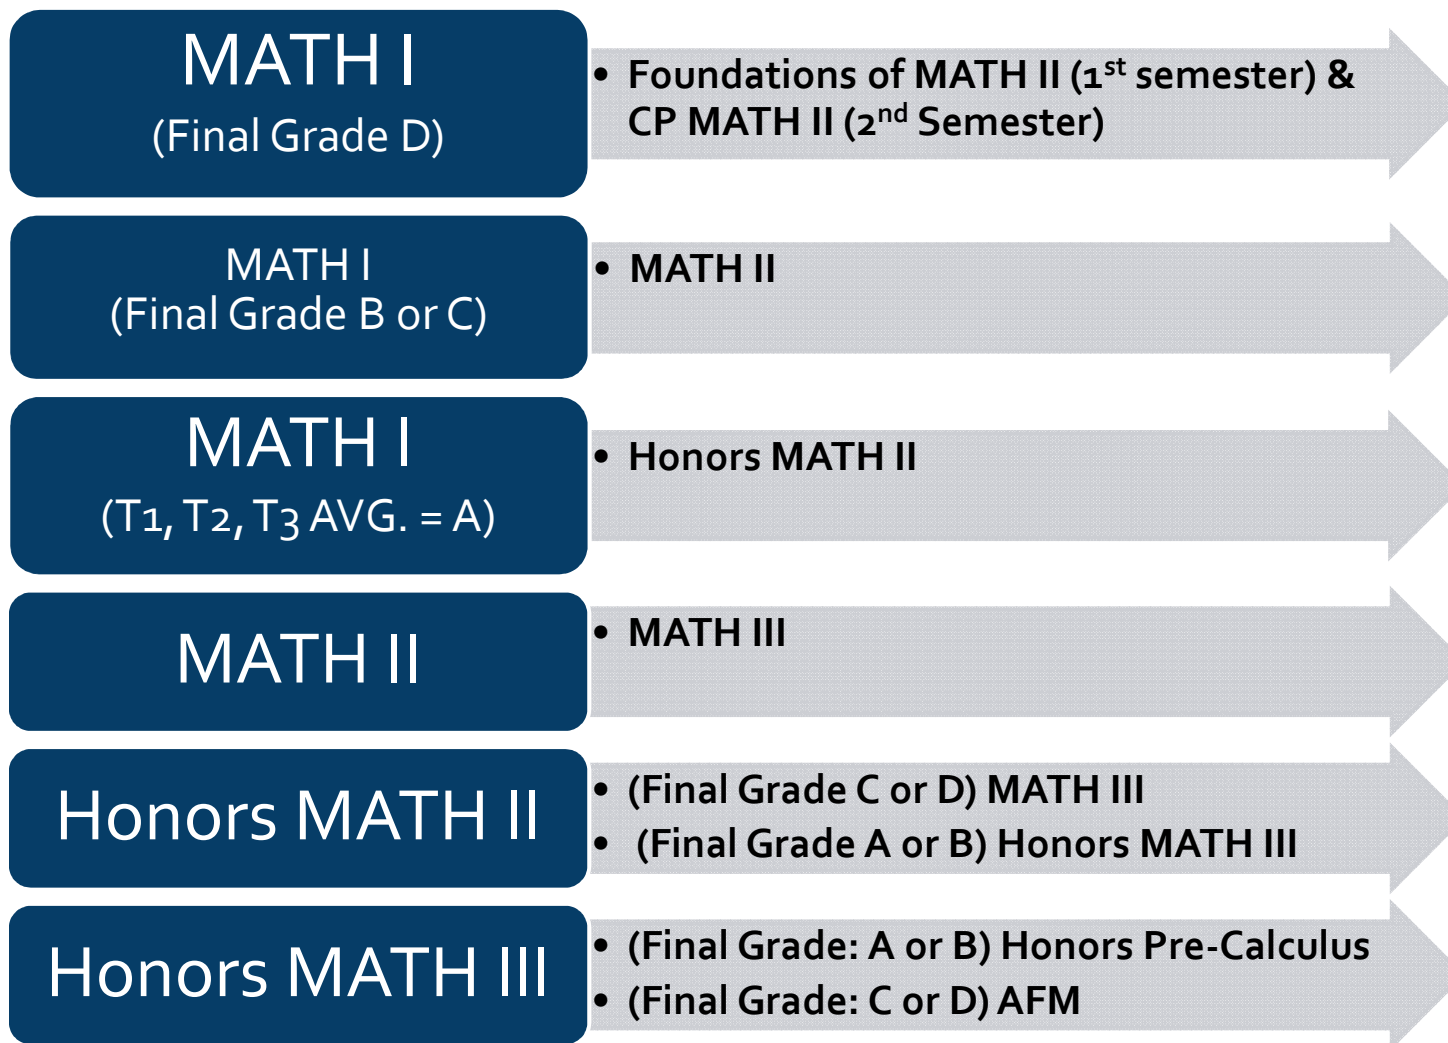 MATH I
(Final Grade D)
• Foundations of MATH II (1st semester) &
CP MATH II (2nd Semester)
MATH I
(Final Grade B or C)
• MATH II
MATH I
(T1, T2, T3 AVG. = A)
• Honors MATH II
MATH II
• MATH III
Honors MATH II
• (Final Grade C or D) MATH III
• (Final Grade A or B) Honors MATH III
Honors MATH III
• (Final Grade: A or B) Honors Pre-Calculus
• (Final Grade: C or D) AFM